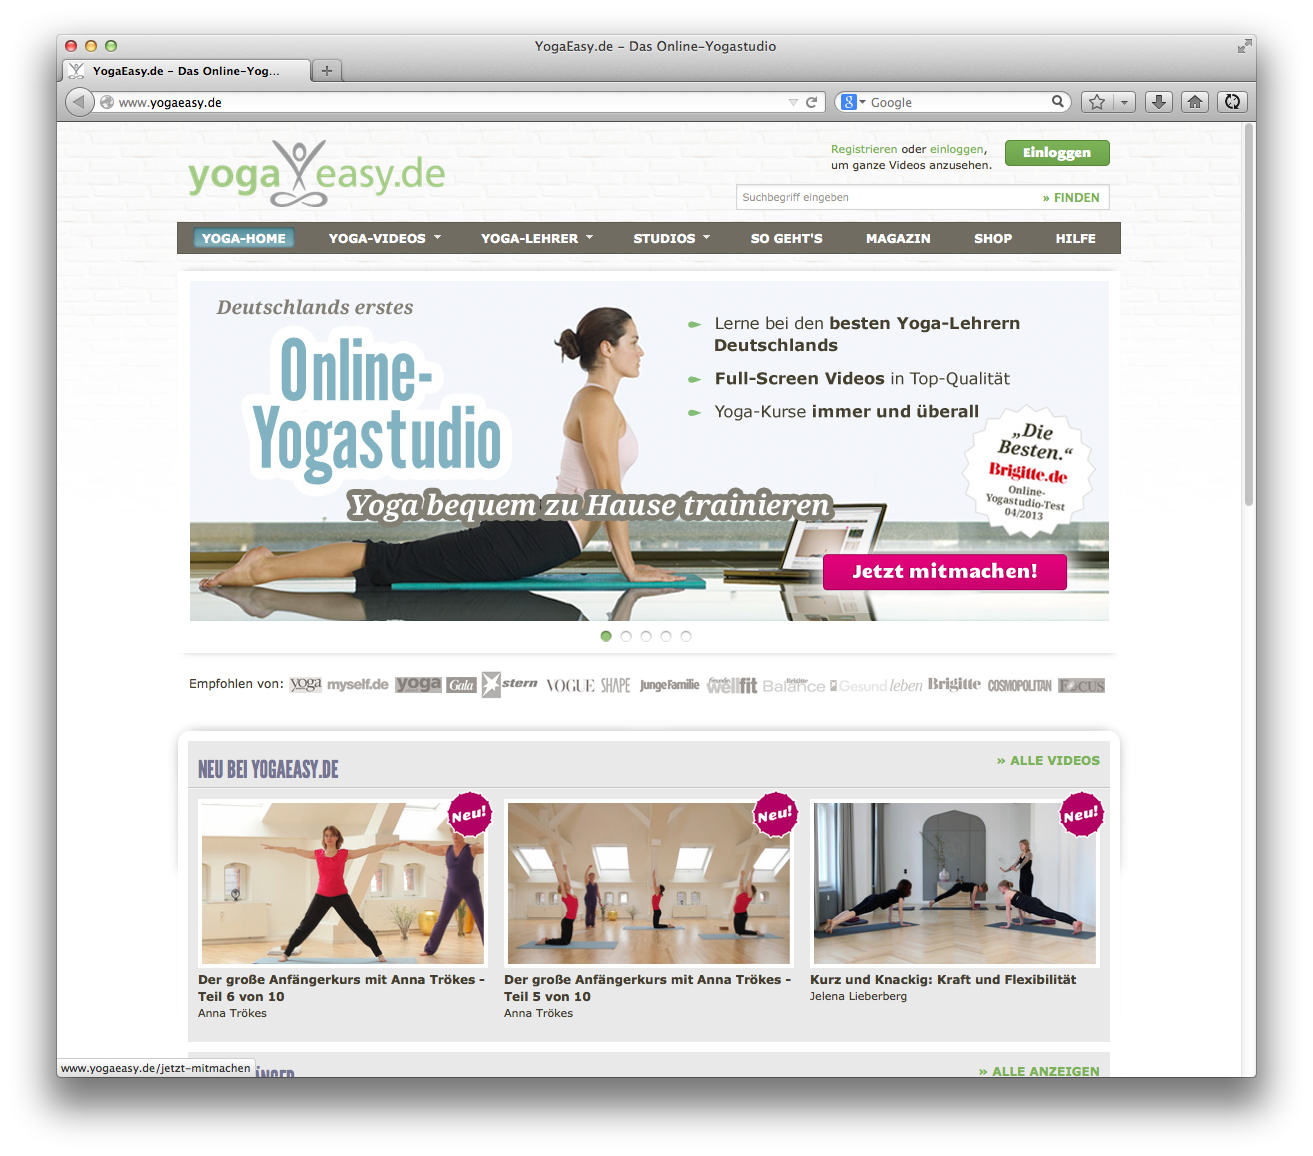 YogaEasy.de – Das Online-Yogastudio
YogaEasy.de – Das Online-Yog...
www.yogaeasy.de
Google
yoga easy.de
Registrieren oder einloggen,
um ganze Videos anzusehen.
Einloggen
Suchbegriff eingeben
» FINDEN
YOGA-HOME YOGA-VIDEOS YOGA-LEHRER STUDIOS SO GEHT'S MAGAZIN SHOP HILFE
Deutschlands erstes
Online-
Yogastudio
Yoga bequem zu Hause trainieren
Lerne bei den besten Yoga-Lehrern
Deutschlands
Full-Screen Videos in Top-Qualität
Yoga-Kurse immer und überall
„Die
Besten.“
Brigitte.de
Online-
Yogastudio-Test
04/2013
Jetzt mitmachen!
Empfohlen von: yoga myself.de yoga Gala stern VOGUE SHAPE JungeFamilie wellfit Brigitte Balance Gesund leben Brigitte COSMOPOLITAN FOCUS
NEU BEI YOGAEASY.DE
» ALLE VIDEOS
Neu!
Neu!
Neu!
Der große Anfängerkurs mit Anna Trökes -
Teil 6 von 10
Anna Trökes
Der große Anfängerkurs mit Anna Trökes -
Teil 5 von 10
Anna Trökes
Kurz und Knackig: Kraft und Flexibilität
Jelena Lieberberg
» ALLE ANZEIGEN
www.yogaeasy.de/jetzt-mitmachen